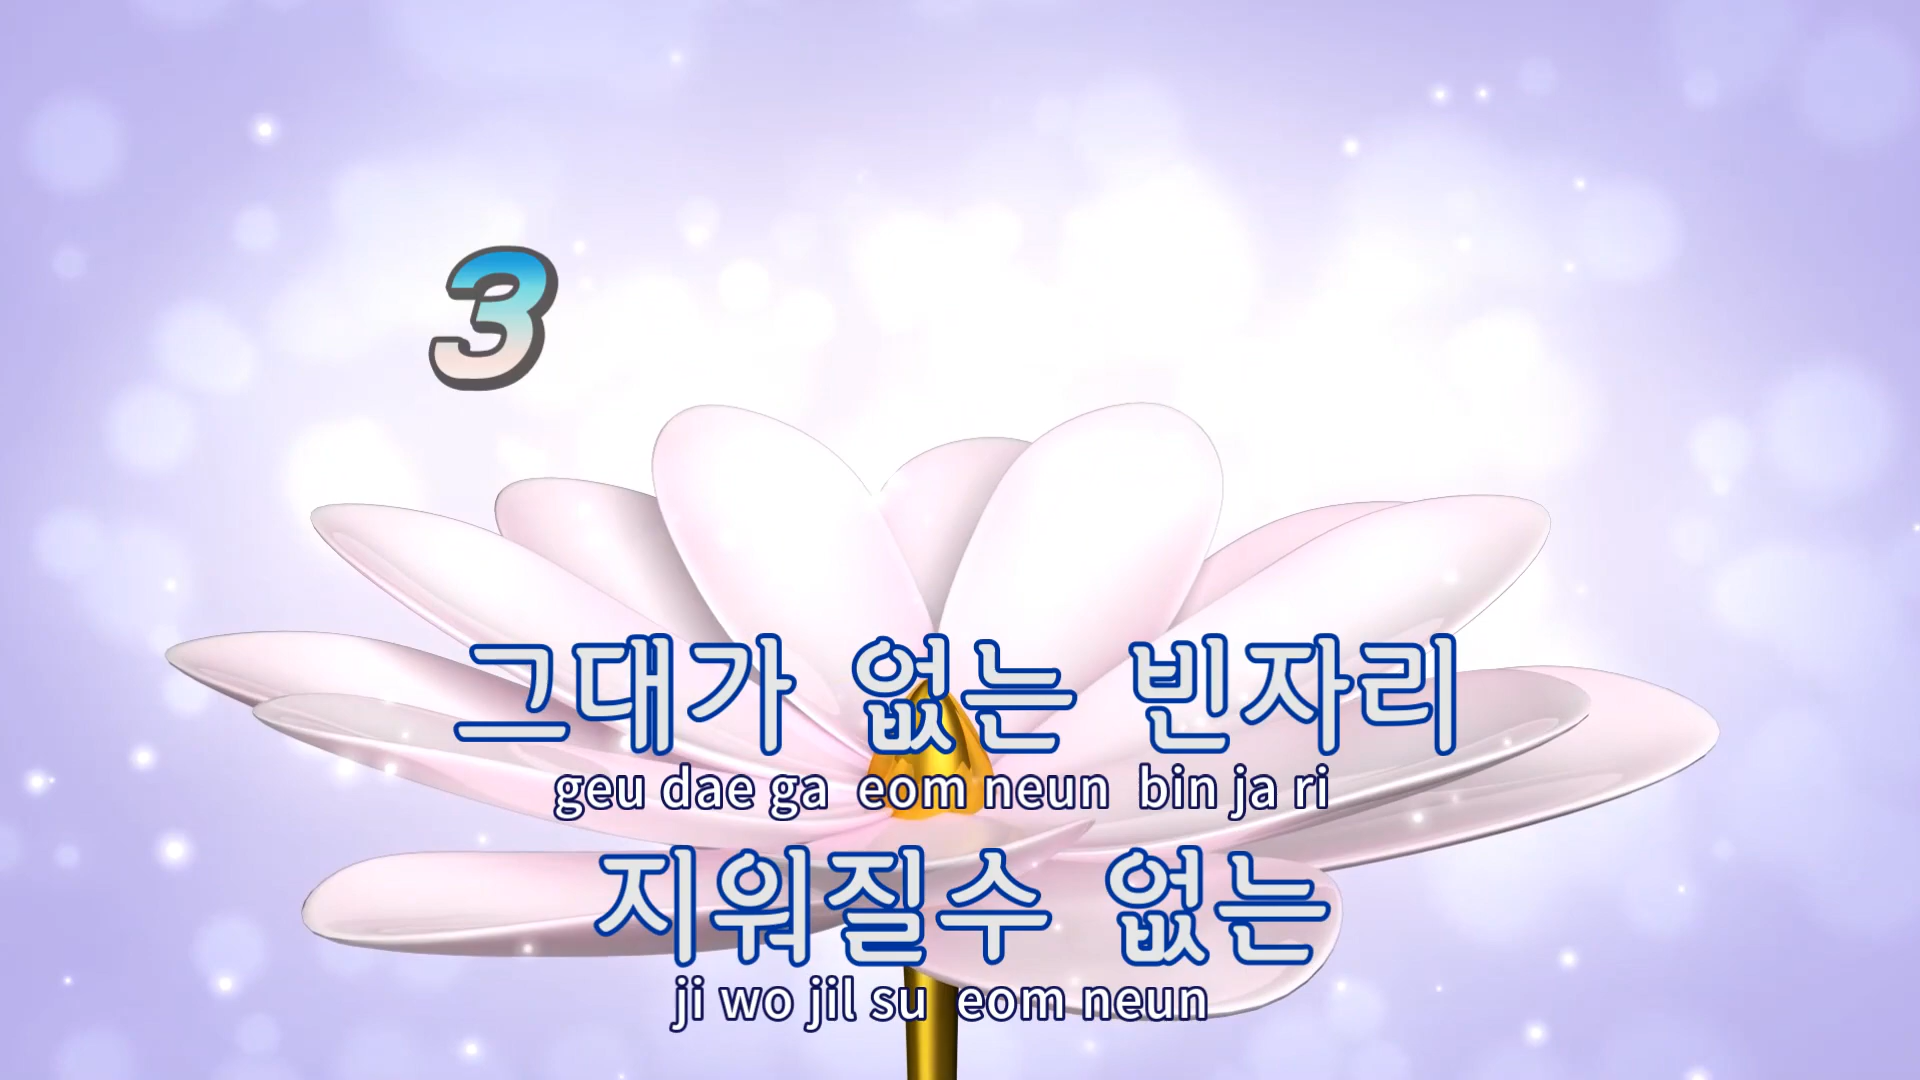 3
그대가 없는 빈자리
geu dae ga eom neun bin ja ri
지워질수 없는
ji wo jil su eom neun